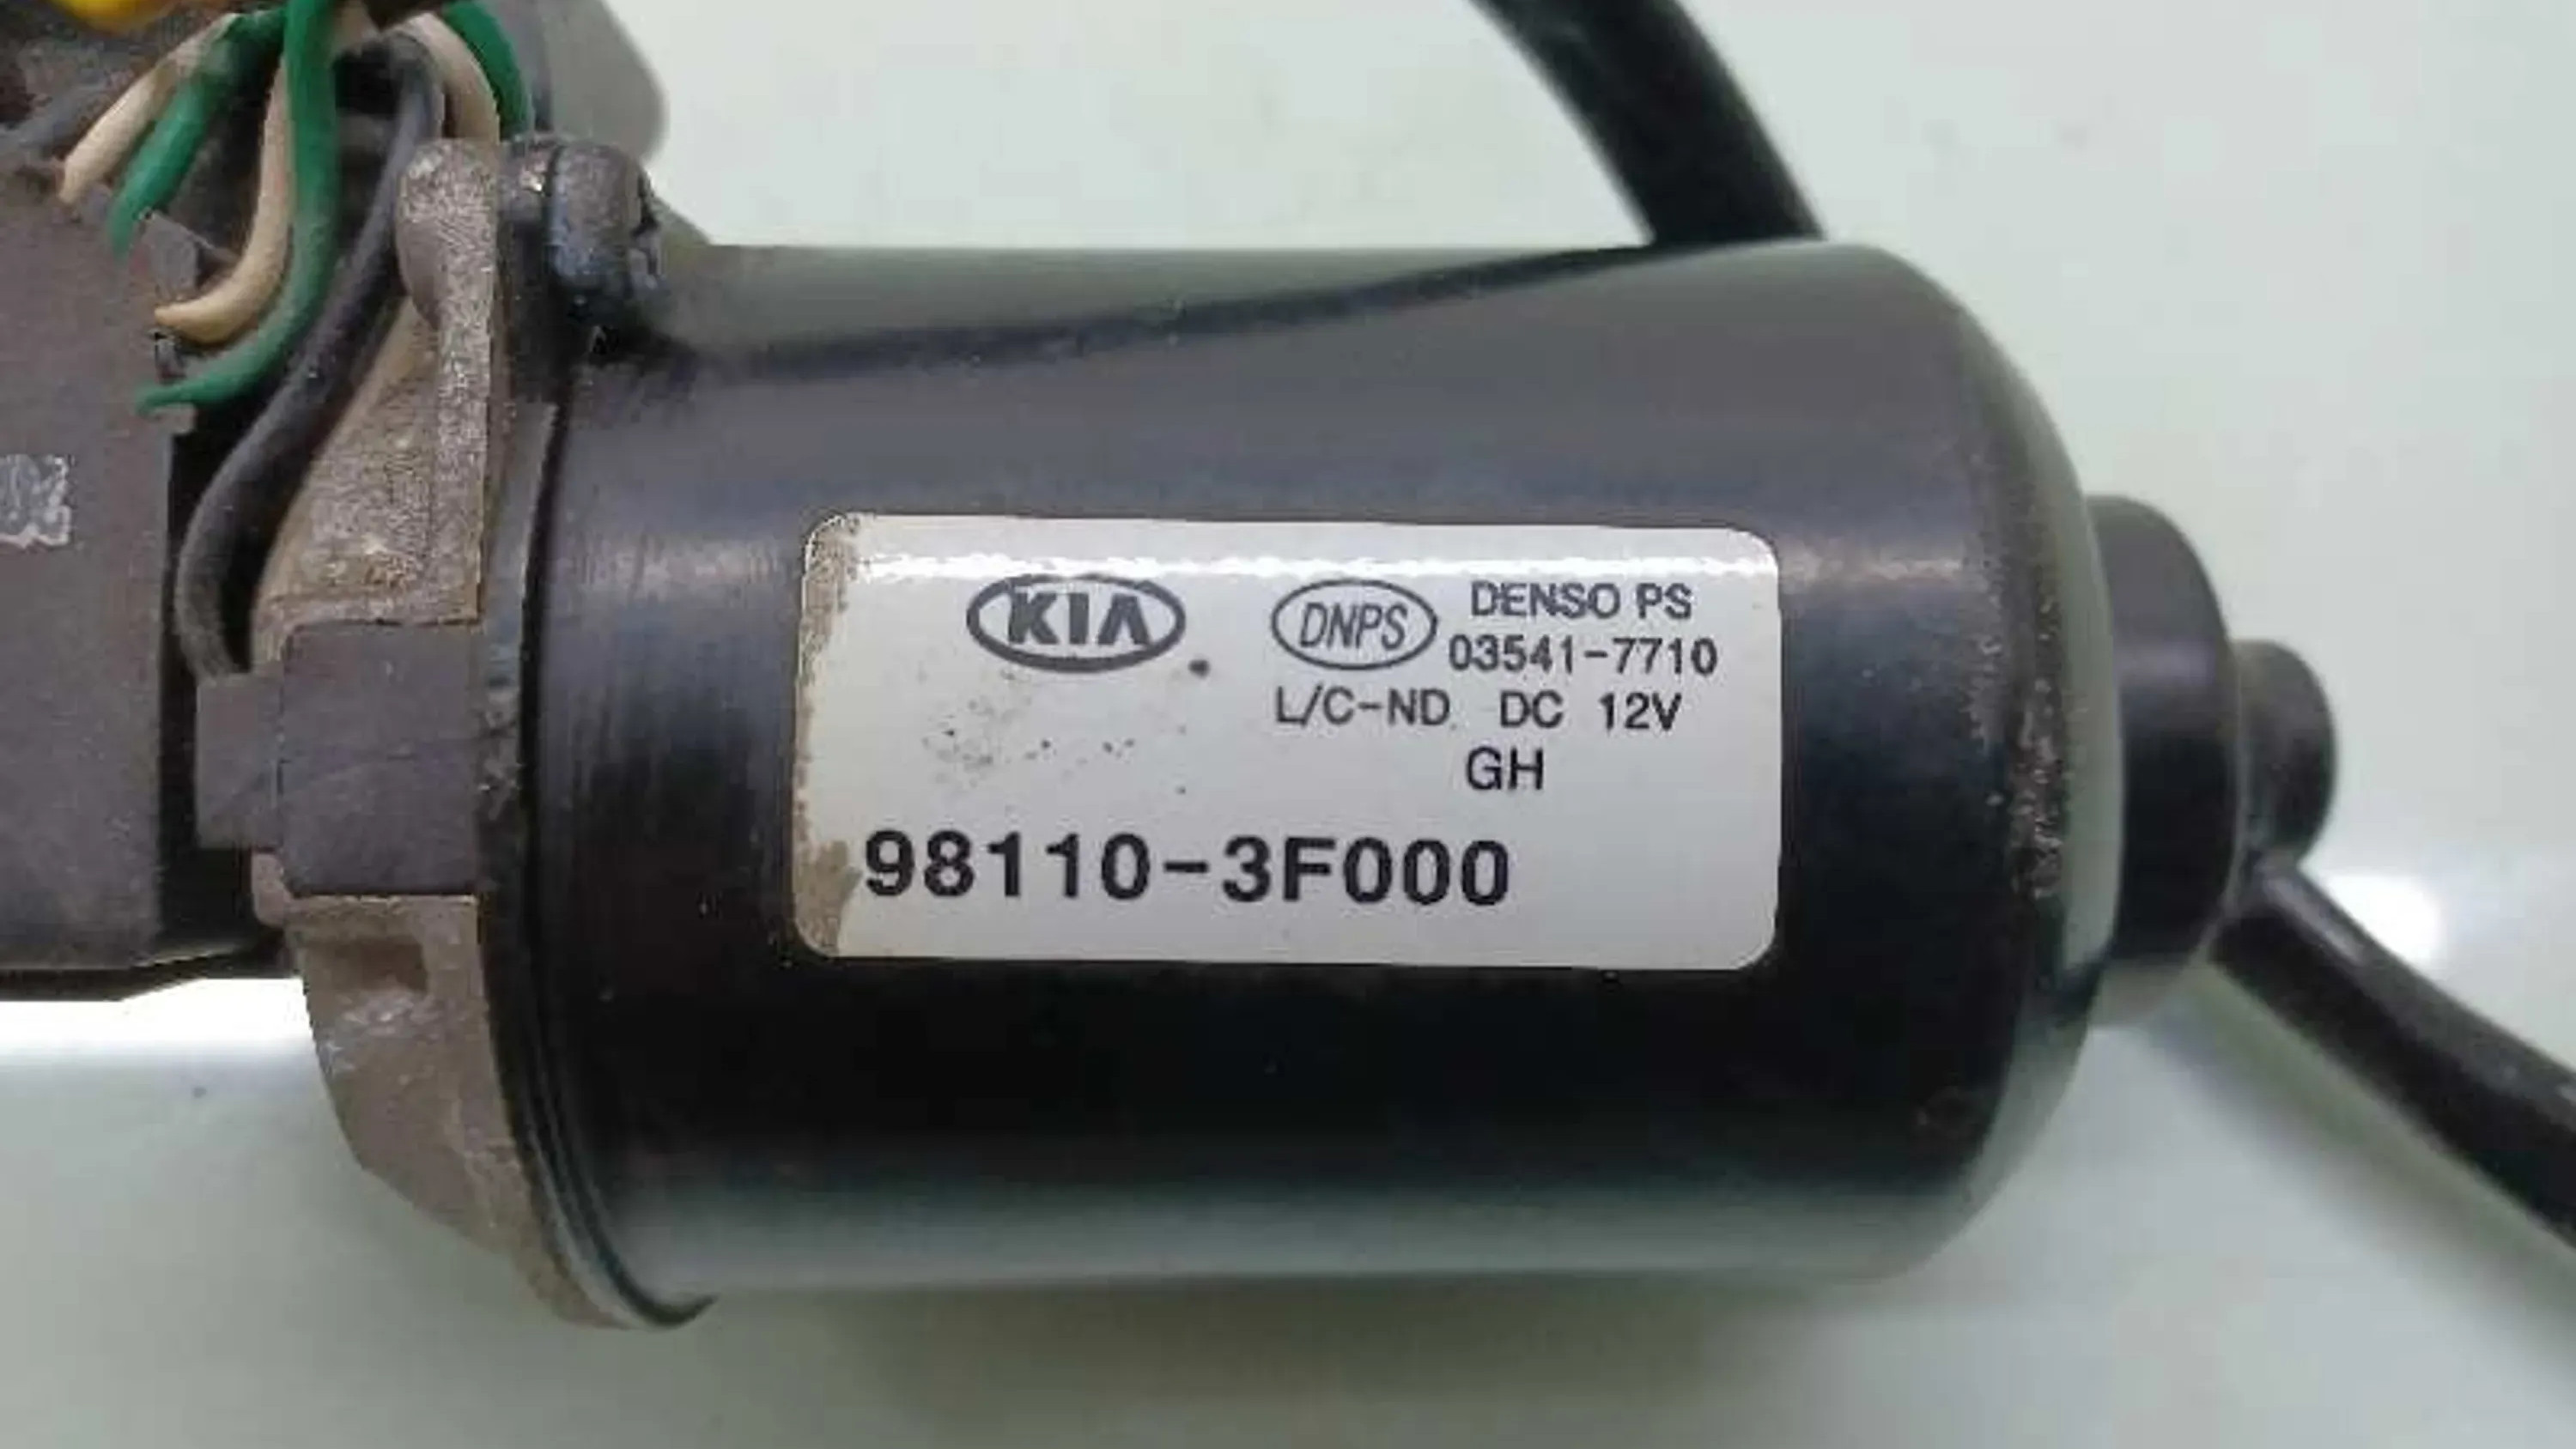 KIA
DNPS
DENSO PS
03541-7710
L/C-ND DC 12V
GH
98110-3F000